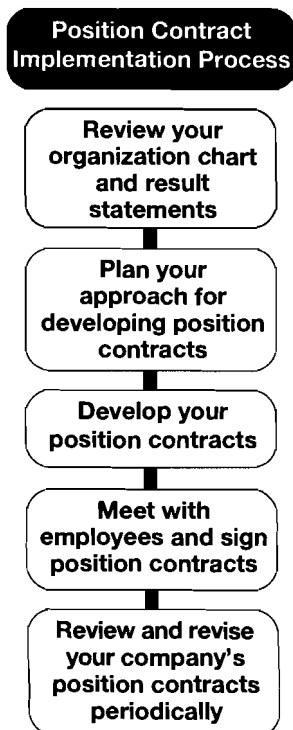 Position Contract
Implementation Process
Review your
organization chart
and result
statements
Plan your
approach for
developing position
contracts
Develop your
position contracts
Meet with
employees and sign
position contracts
Review and revise
your company's
position contracts
periodically